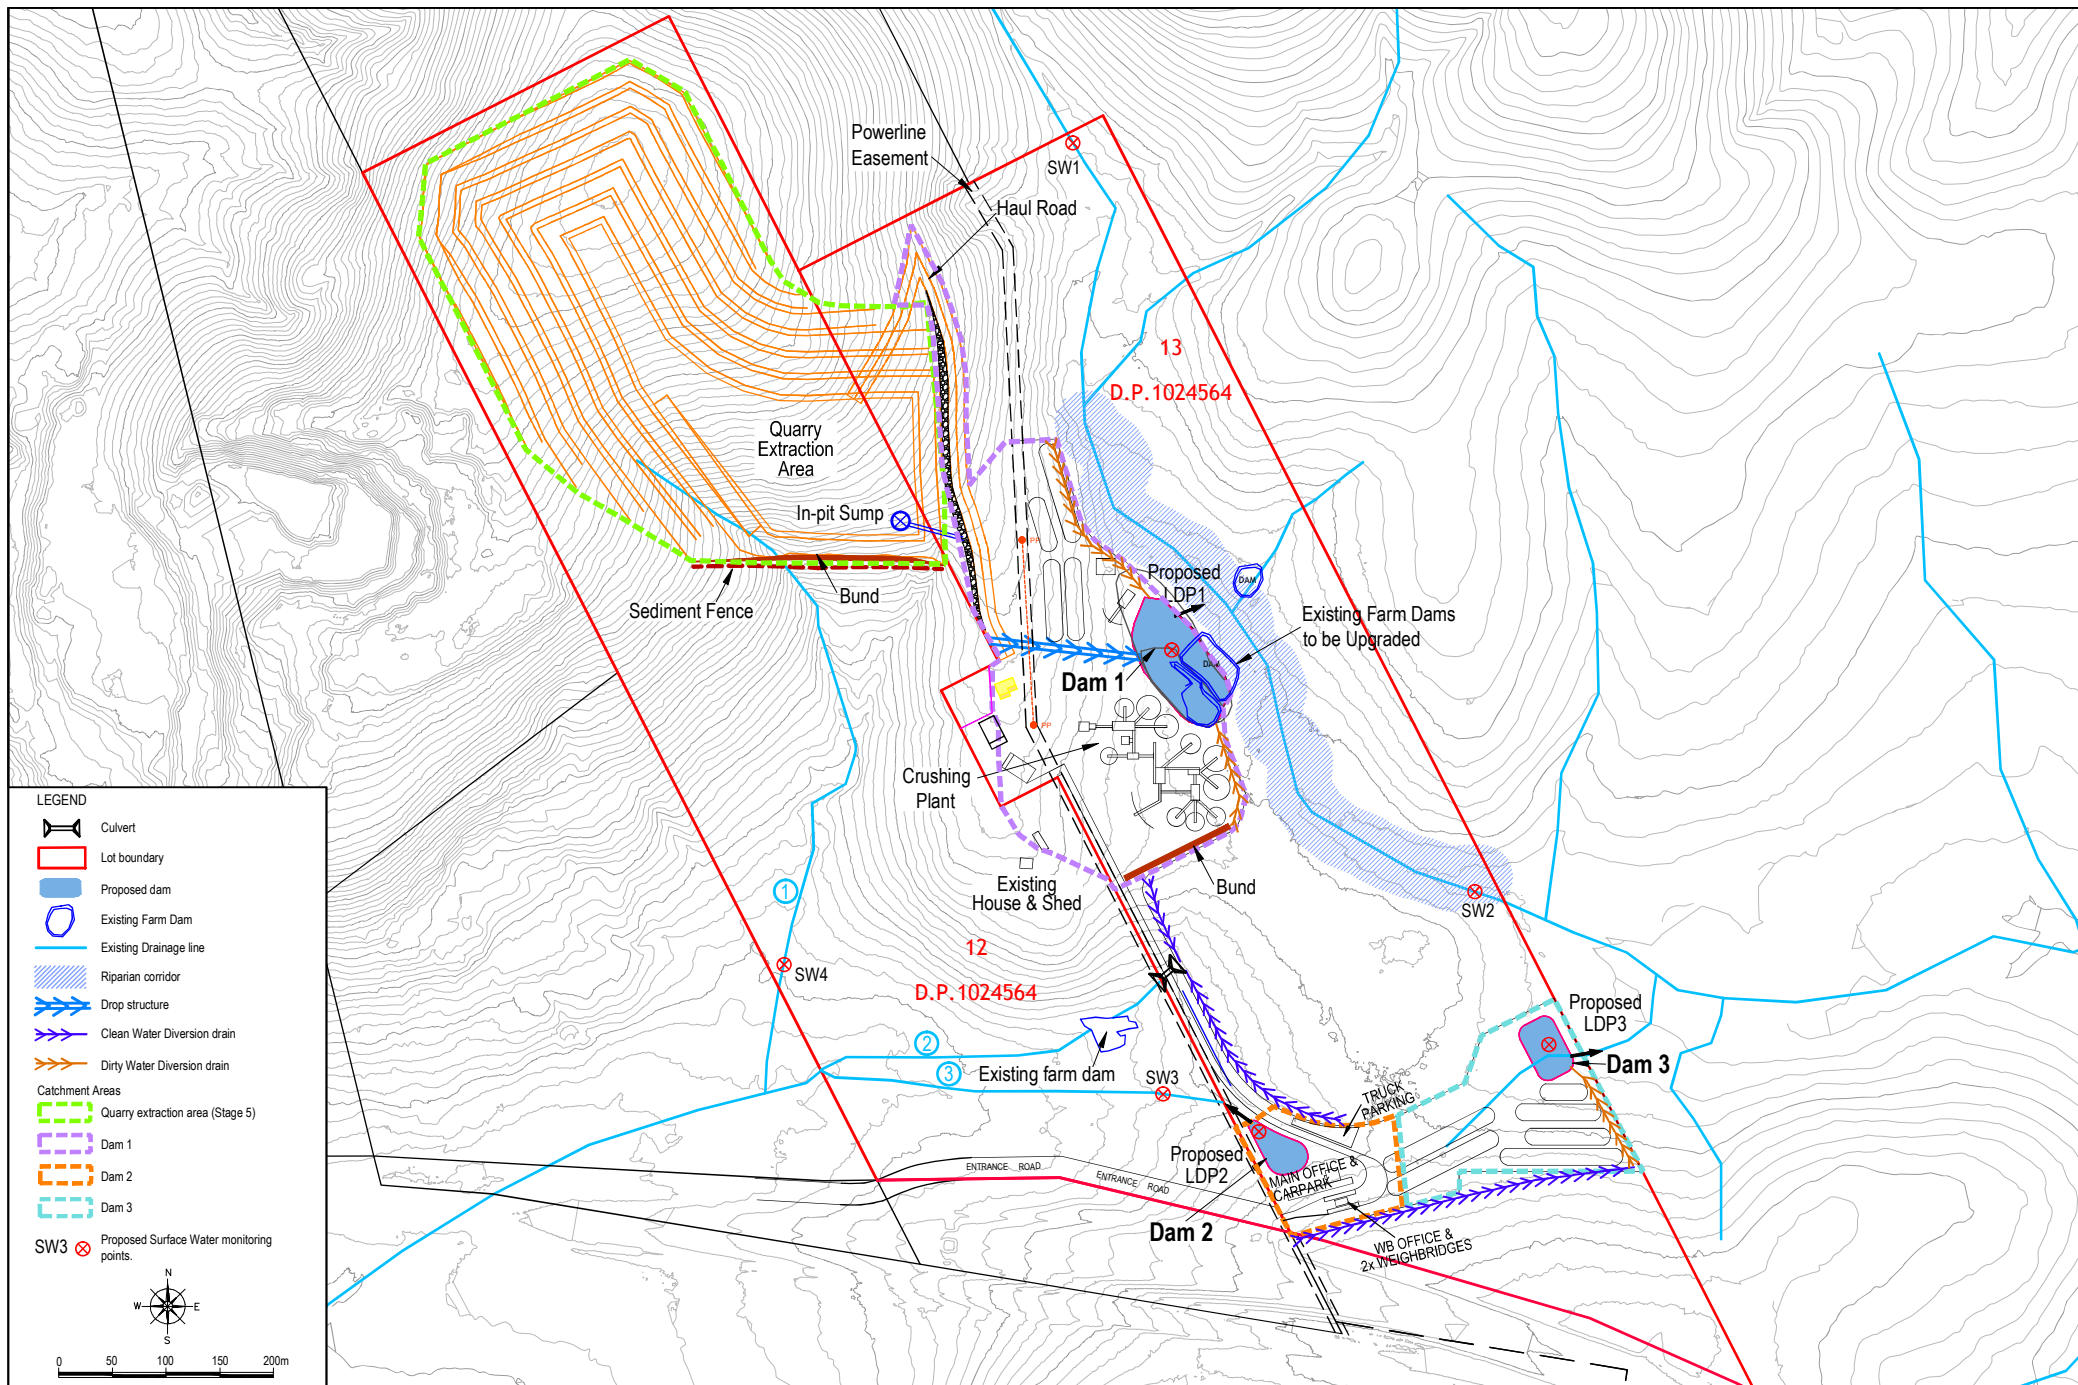 Powerline
Easement
SW1
Haul Road
13
D.P.1024564
Quarry
Extraction
Area
In-pit Sump
PP
Proposed
LDP1
DAM
Sediment Fence
Bund
Existing Farm Dams
to be Upgraded
DAM
Dam 1
PP
Crushing
Plant
Existing
House & Shed
Bund
SW2
1
12
D.P.1024564
SW4
2
3
Existing farm dam
SW3
Proposed
LDP3
Dam 3
TRUCK
PARKING
Proposed
LDP2
MAIN OFFICE &
CARPARK
ENTRANCE ROAD
ENTRANCE ROAD
Dam 2
WB OFFICE &
2x WEIGHBRIDGES
LEGEND
Culvert
Lot boundary
Proposed dam
Existing Farm Dam
Existing Drainage line
Riparian corridor
Drop structure
Clean Water Diversion drain
Dirty Water Diversion drain
Catchment Areas
Quarry extraction area (Stage 5)
Dam 1
Dam 2
Dam 3
SW3 Proposed Surface Water monitoring
points.
N
W E
S
0 50 100 150 200m